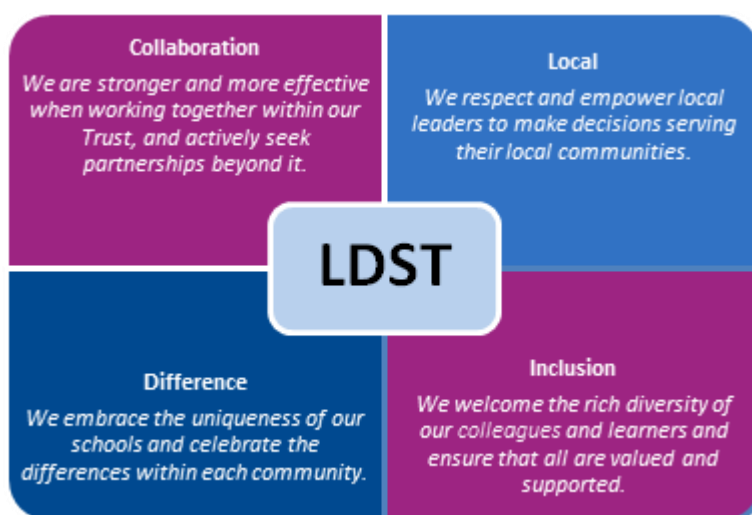 Collaboration
We are stronger and more effective
when working together within our
Trust, and actively seek
partnerships beyond it.
Local
We respect and empower local
leaders to make decisions serving
their local communities.
LDST
Difference
We embrace the uniqueness of our
schools and celebrate the
differences within each community.
Inclusion
We welcome the rich diversity of
our colleagues and learners and
ensure that all are valued and
supported.